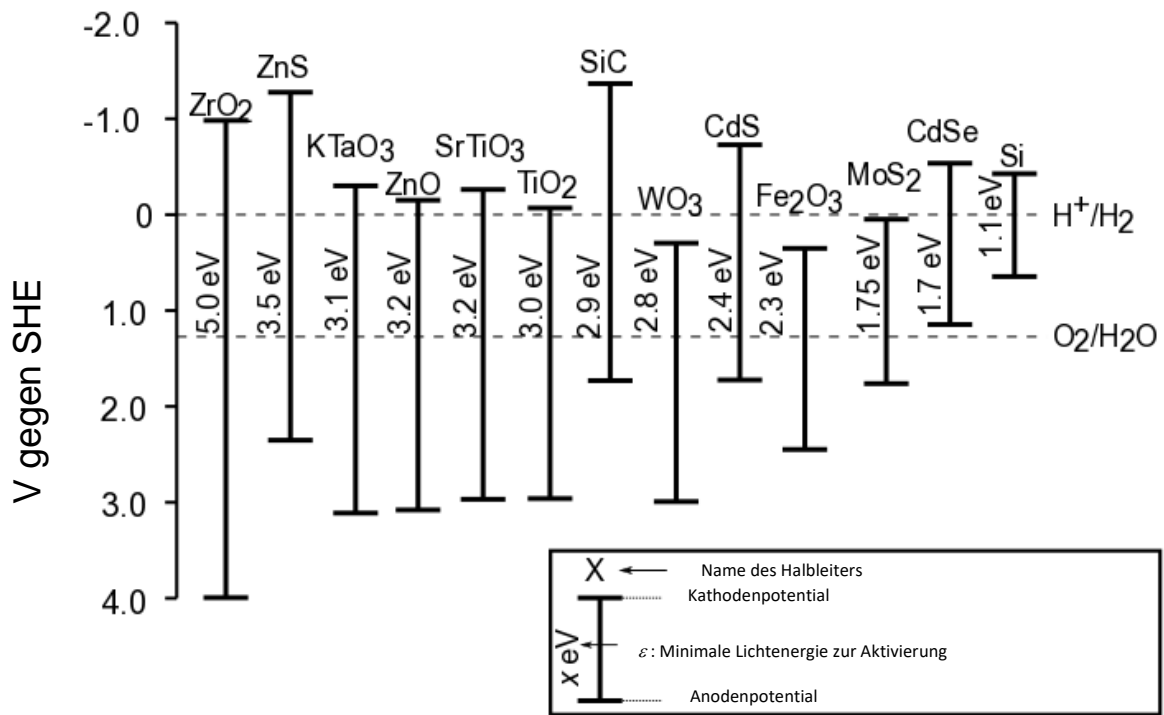 -2.0
-1.0
0
1.0
2.0
3.0
4.0
V gegen SHE
ZrO2
5.0 eV
ZnS
3.5 eV
KTaO3
3.1 eV
ZnO
3.2 eV
SrTiO3
3.2 eV
TiO2
3.0 eV
SiC
2.9 eV
WO3
2.8 eV
CdS
2.4 eV
Fe2O3
2.3 eV
MoS2
1.75 eV
CdSe
1.7 eV
Si
1.1 eV
H+/H2
O2/H2O
X
Name des Halbleiters
Kathodenpotential
x eV
ε : Minimale Lichtenergie zur Aktivierung
Anodenpotential